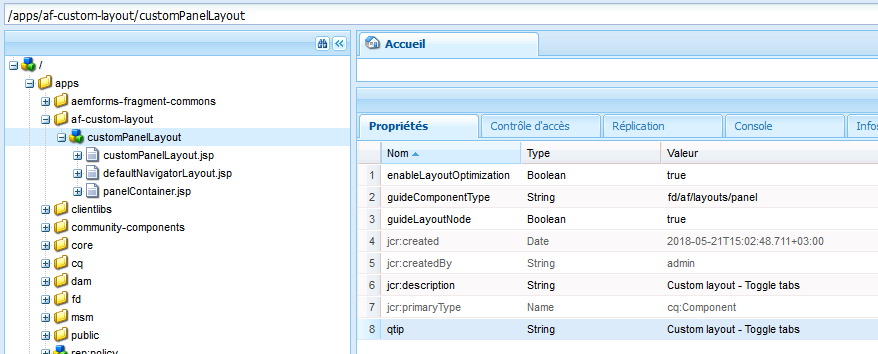 /apps/af-custom-layout/customPanelLayout
/
apps
aemforms-fragment-commons
af-custom-layout
customPanelLayout
customPanelLayout.jsp
defaultNavigatorLayout.jsp
panelContainer.jsp
clientlibs
community-components
core
cq
dam
fd
msm
public
rep:policy
Accueil
Propriétés Contrôle d'accès Réplication Console Infos
Nom Type Valeur
1 enableLayoutOptimization Boolean true
2 guideComponentType String fd/af/layouts/panel
3 guideLayoutNode Boolean true
4 jcr:created Date 2018-05-21T15:02:48.711+03:00
5 jcr:createdBy String admin
6 jcr:description String Custom layout - Toggle tabs
7 jcr:primaryType Name cq:Component
8 qtip String Custom layout - Toggle tabs